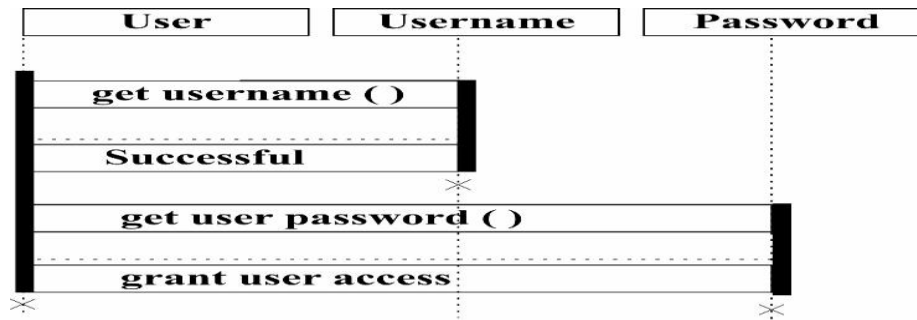 User Username Password
get username ( )
Successful
get user password ( )
grant user access